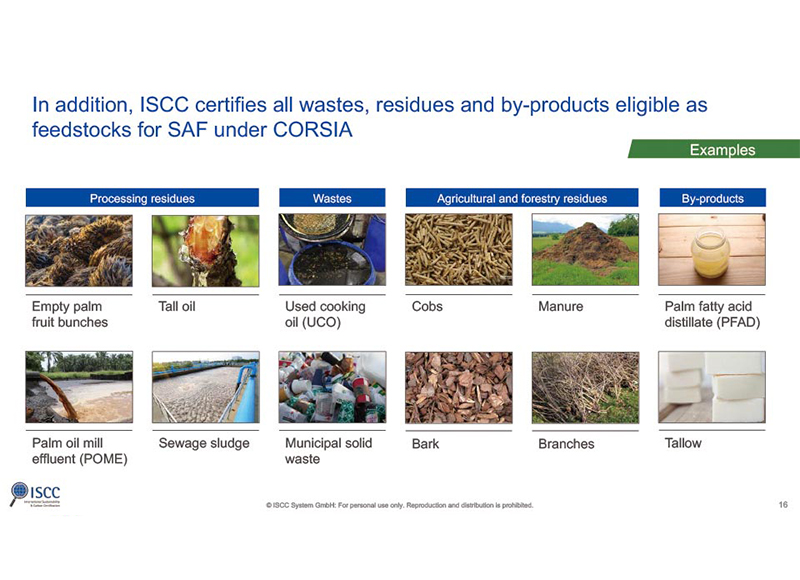 In addition, ISCC certifies all wastes, residues and by-products eligible as
feedstocks for SAF under CORSIA
Examples
Processing residues
Wastes
Agricultural and forestry residues
By-products
Empty palm
fruit bunches
Tall oil
Used cooking
oil (UCO)
Cobs
Manure
Palm fatty acid
distillate (PFAD)
Palm oil mill
effluent (POME)
Sewage sludge
Municipal solid
waste
Bark
Branches
Tallow
ISCC
International Sustainability
& Carbon Certification
© ISCC System GmbH: For personal use only. Reproduction and distribution is prohibited.
16